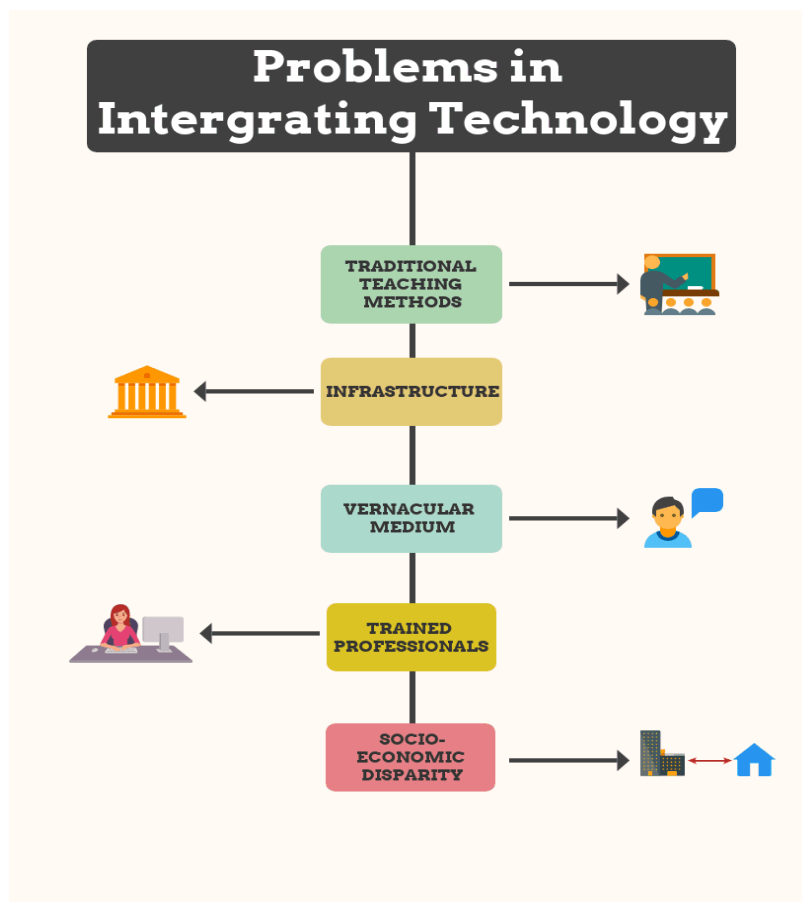 Problems in
Intergrating Technology
TRADITIONAL
TEACHING
METHODS
INFRASTRUCTURE
VERNACULAR
MEDIUM
TRAINED
PROFESSIONALS
SOCIO-
ECONOMIC
DISPARITY